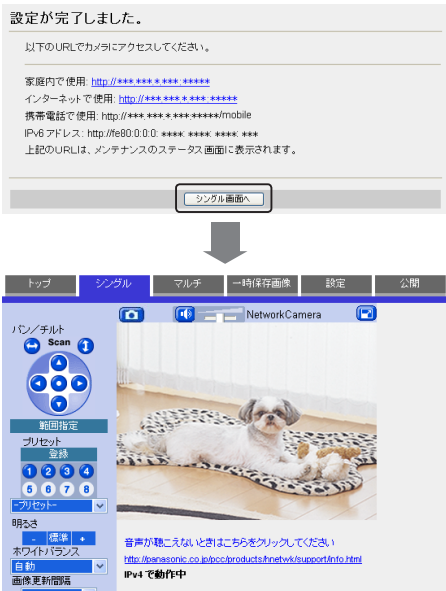 設定が完了しました。
以下のURLでカメラにアクセスしてください。
家庭内で使用: http://***.***.*.***:*****
インターネットで使用: http://***.***.*.***:*****
携帯電話で使用: http://***.***.*.***:*****/mobile
IPv6 アドレス: http://fe80:0:0:0: ****: ****: ****: ***
上記のURLは、メンテナンスのステータス画面に表示されます。
シングル画面へ
トップ シングル マルチ 一時保存画像 設定 公開
NetworkCamera
パン/チルト
Scan
範囲指定
プリセット
登録
1 2 3 4
5 6 7 8
-プリセット-
明るさ
- 標準 +
ホワイトバランス
自動
画像更新間隔
音声が聴こえないときはこちらをクリックしてください
http://panasonic.co.jp/pcc/products/hnetwk/support/info.html
IPv4 で動作中